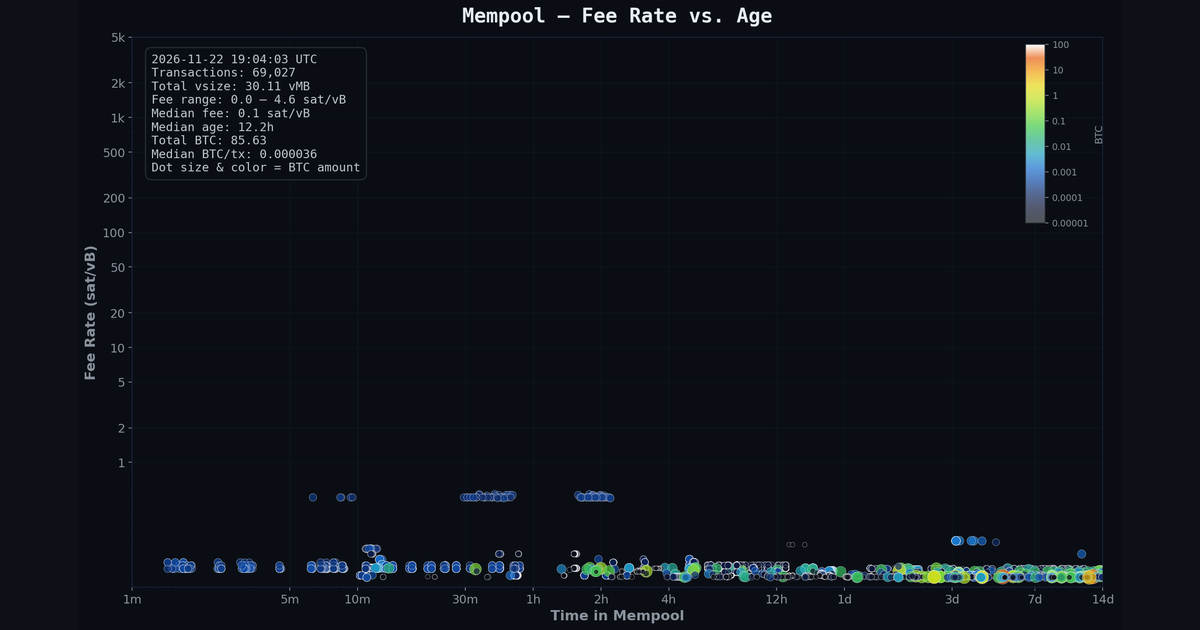 Mempool — Fee Rate vs. Age
2026-11-22 19:04:03 UTC
Transactions: 69,027
Total vsize: 30.11 vMB
Fee range: 0.0 – 4.6 sat/vB
Median fee: 0.1 sat/vB
Median age: 12.2h
Total BTC: 85.63
Median BTC/tx: 0.000036
Dot size & color = BTC amount
5k
2k
1k
500
200
100
50
20
10
5
2
1
Fee Rate (sat/vB)
100
10
1
0.1
0.01
0.001
0.0001
0.00001
BTC
1m 5m 10m 30m 1h 2h 4h 12h 1d 3d 7d 14d
Time in Mempool